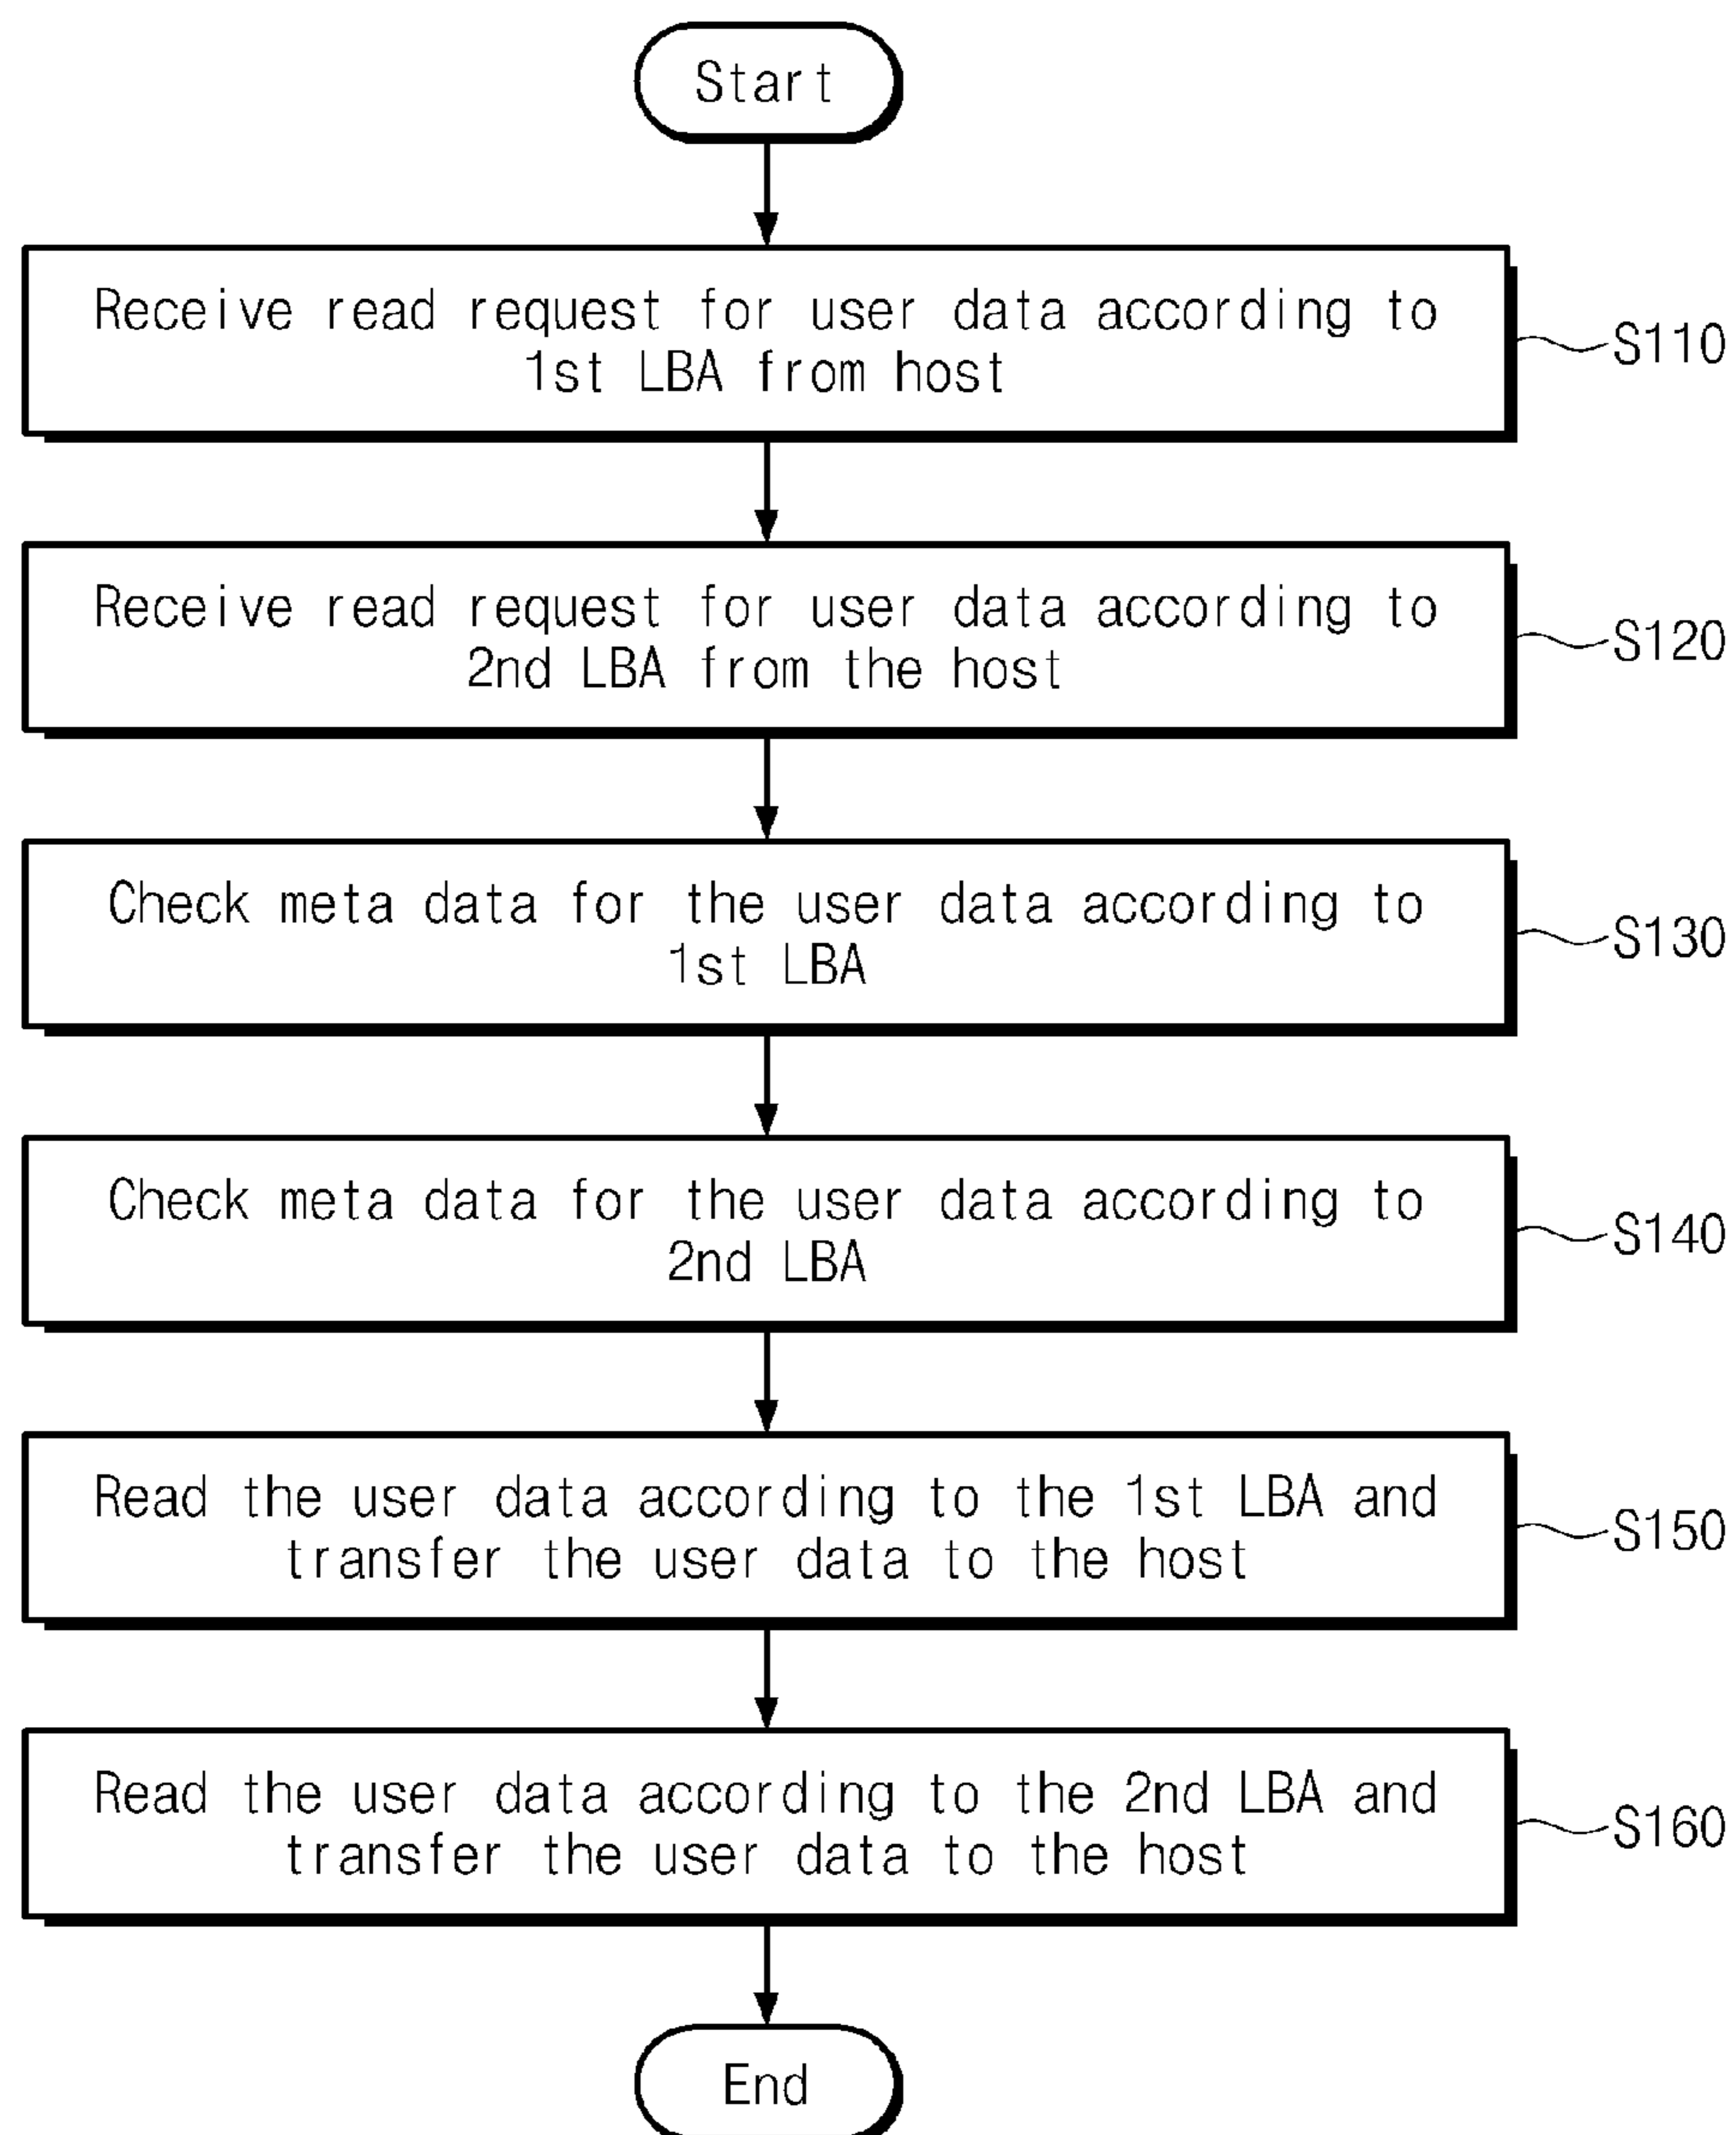 Start
Receive read request for user data according to
1st LBA from host
S110
Receive read request for user data according to
2nd LBA from the host
S120
Check meta data for the user data according to
1st LBA
S130
Check meta data for the user data according to
2nd LBA
S140
Read the user data according to the 1st LBA and
transfer the user data to the host
S150
Read the user data according to the 2nd LBA and
transfer the user data to the host
S160
End